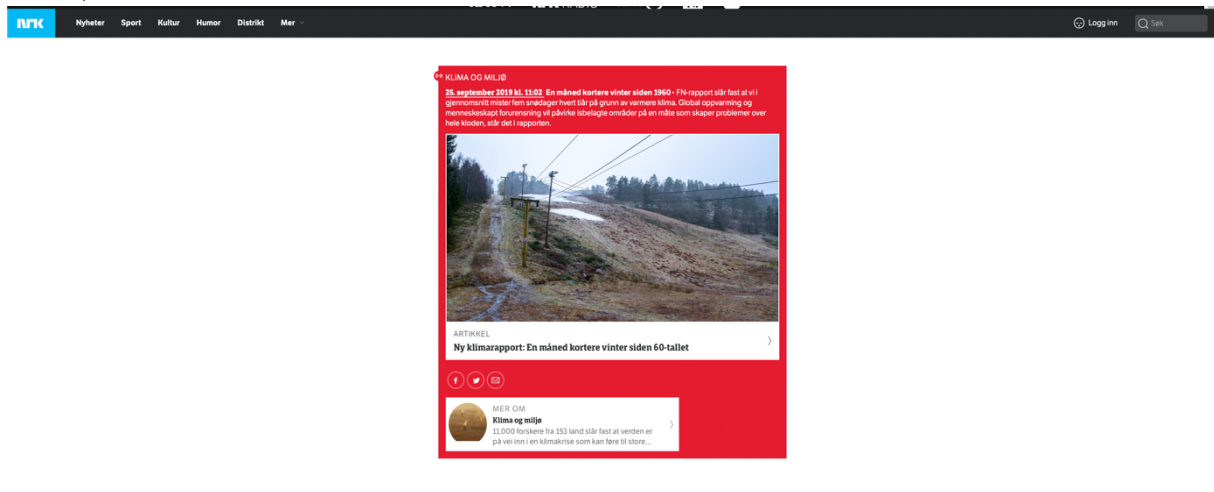 NRK
Nyheter Sport Kultur Humor Distrikt Mer
Logg inn
Søk
KLIMA OG MILJØ
25. september 2019 kl. 11:02 En måned kortere vinter siden 1960 - FN-rapport slår fast at vi i
gjennomsnitt mister fem snødager hvert tiår på grunn av varmere klima. Global oppvarming og
menneskeskapt forurensning vil påvirke isbelagte områder på en måte som skaper problemer over
hele kloden, står det i rapporten.
ARTIKKEL
Ny klimarapport: En måned kortere vinter siden 60-tallet
MER OM
Klima og miljø
11.000 forskere fra 153 land slår fast at verden er
på vei inn i en klimakrise som kan føre til store...